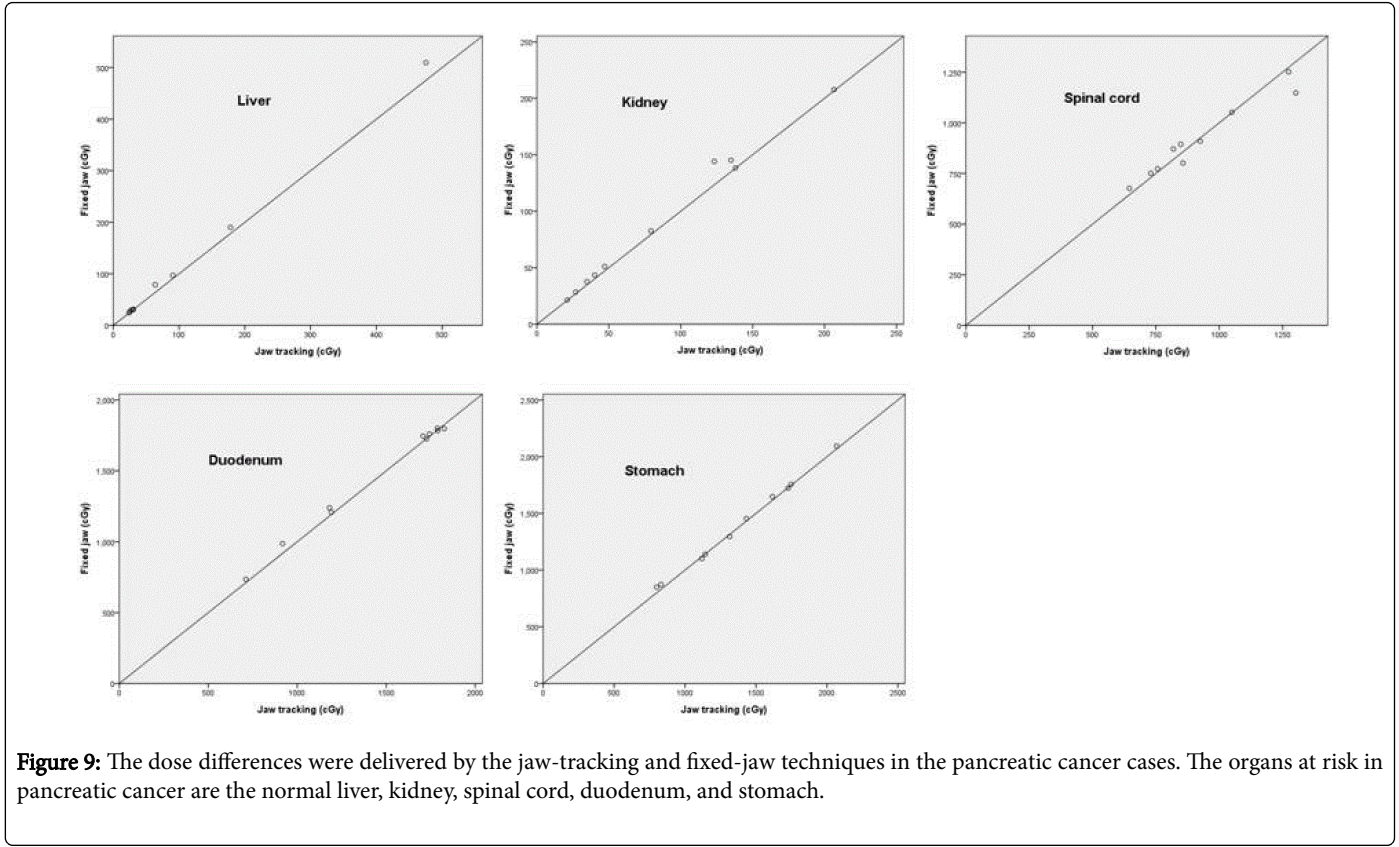 Liver
Fixed jaw (cGy)
500
400
300
200
100
0
0 100 200 300 400 500
Jaw tracking (cGy)
Kidney
Fixed jaw (cGy)
250
200
150
100
50
0
0 50 100 150 200 250
Jaw tracking (cGy)
Spinal cord
Fixed jaw (cGy)
1,250
1,000
750
500
250
0
0 250 500 750 1000 1250
Jaw tracking (cGy)
Duodenum
Fixed jaw (cGy)
2,000
1,500
1,000
500
0
0 500 1000 1500 2000
Jaw tracking (cGy)
Stomach
Fixed jaw (cGy)
2,500
2,000
1,500
1,000
500
0
0 500 1000 1500 2000 2500
Jaw tracking (cGy)
Figure 9: The dose differences were delivered by the jaw-tracking and fixed-jaw techniques in the pancreatic cancer cases. The organs at risk in
pancreatic cancer are the normal liver, kidney, spinal cord, duodenum, and stomach.